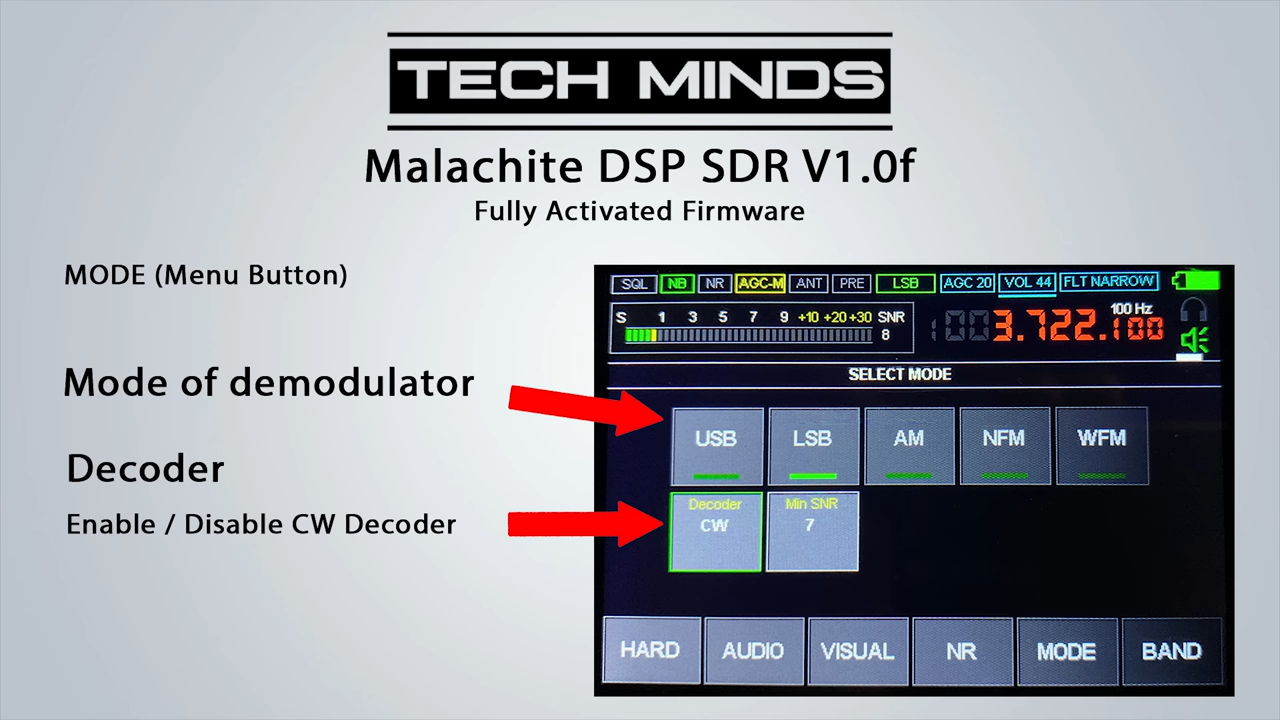 TECH MINDS
Malachite DSP SDR V1.0f
Fully Activated Firmware
MODE (Menu Button)
Mode of demodulator
Decoder
Enable / Disable CW Decoder
SQL NB NR AGC-M ANT PRE LSB AGC 20 VOL 44 FLT NARROW
S 1 3 5 7 9 +10 +20 +30 SNR
8
100 Hz
3.722.100
SELECT MODE
USB LSB AM NFM WFM
Decoder Min SNR
CW 7
HARD AUDIO VISUAL NR MODE BAND